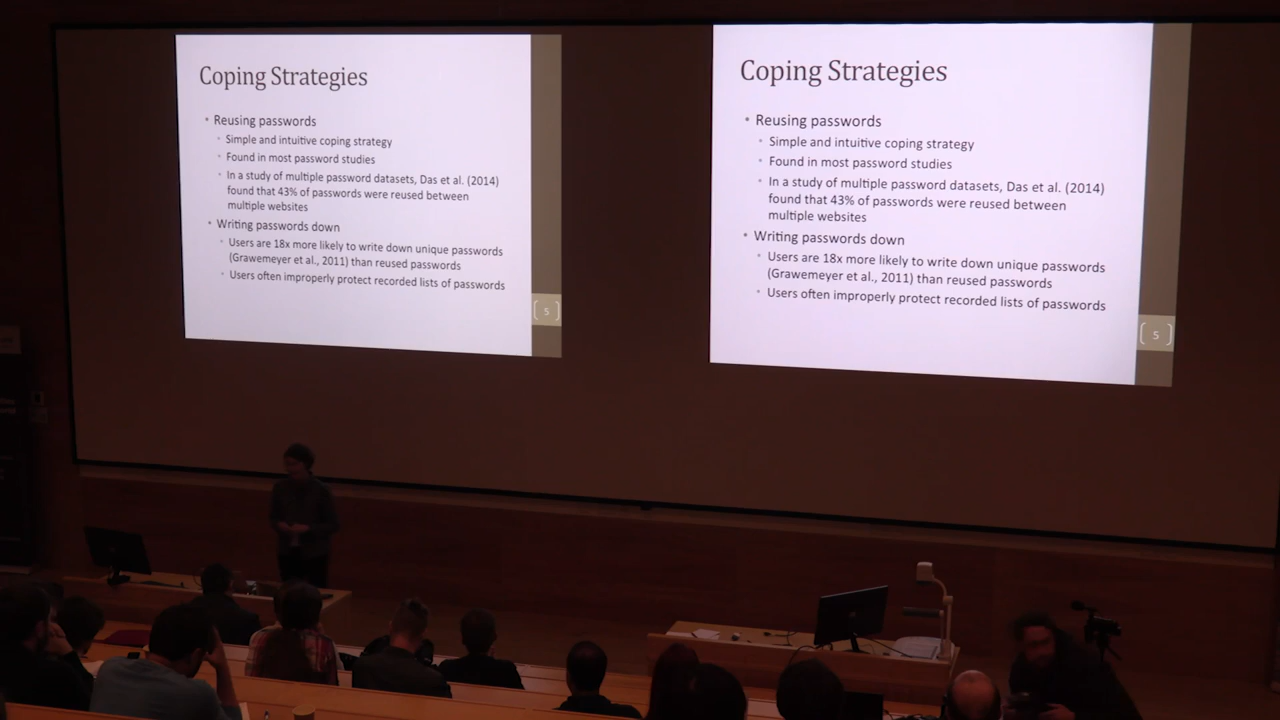 Coping Strategies
• Reusing passwords
• Simple and intuitive coping strategy
• Found in most password studies
• In a study of multiple password datasets, Das et al. (2014)
found that 43% of passwords were reused between
multiple websites
• Writing passwords down
• Users are 18x more likely to write down unique passwords
(Grawemeyer et al., 2011) than reused passwords
• Users often improperly protect recorded lists of passwords
5
Coping Strategies
• Reusing passwords
• Simple and intuitive coping strategy
• Found in most password studies
• In a study of multiple password datasets, Das et al. (2014)
found that 43% of passwords were reused between
multiple websites
• Writing passwords down
• Users are 18x more likely to write down unique passwords
(Grawemeyer et al., 2011) than reused passwords
• Users often improperly protect recorded lists of passwords
5